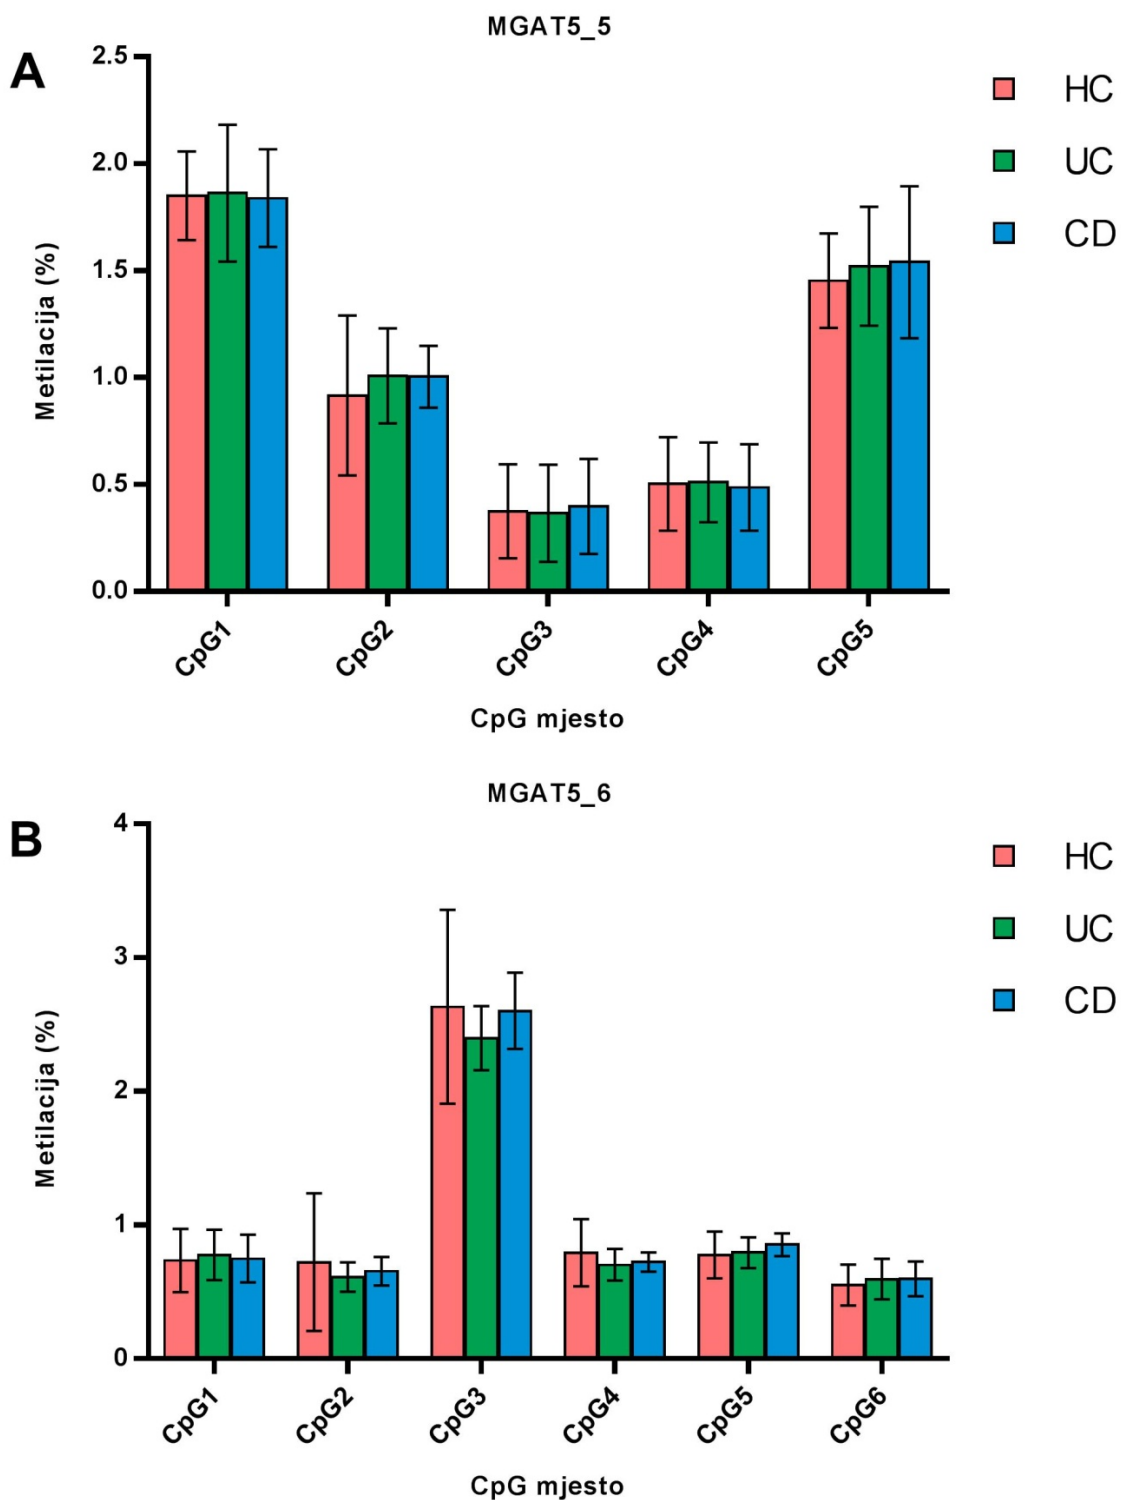 MGAT5_5
A
2.5
2.0
1.5
1.0
0.5
0.0
Metilacija (%)
CpG1
CpG2
CpG3
CpG4
CpG5
CpG mjesto
HC
UC
CD
MGAT5_6
B
4
3
2
1
0
Metilacija (%)
CpG1
CpG2
CpG3
CpG4
CpG5
CpG6
CpG mjesto
HC
UC
CD